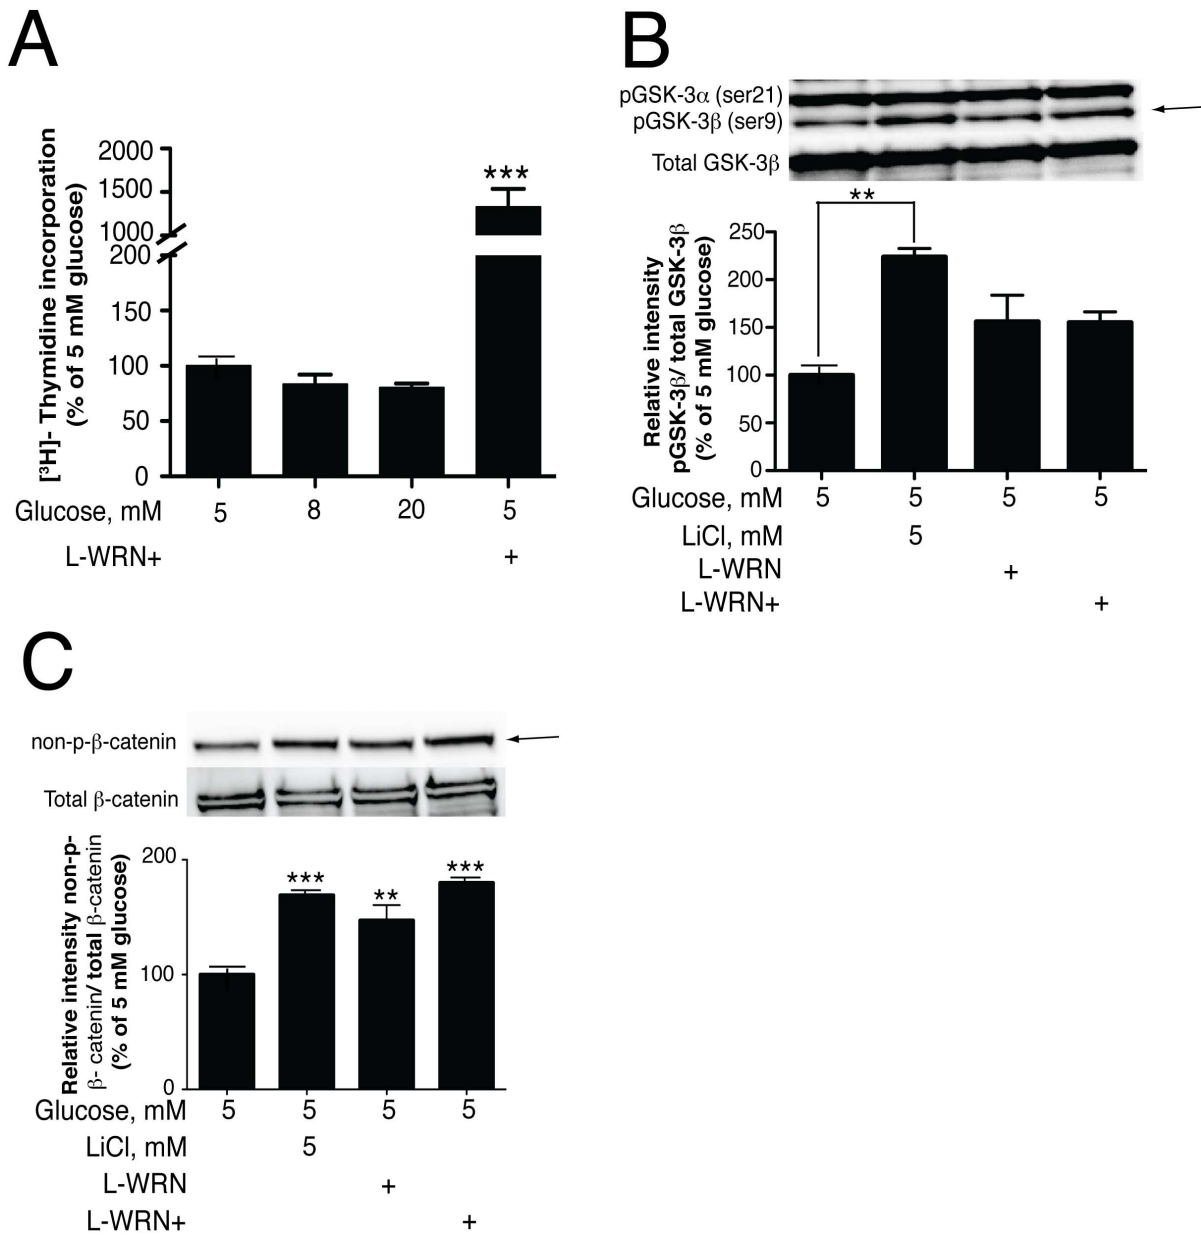 A
[³H]- Thymidine incorporation
(% of 5 mM glucose)
2000
1500
1000
200
150
100
50
0
***
Glucose, mM 5 8 20 5
L-WRN+ +
B
pGSK-3α (ser21)
pGSK-3β (ser9)
Total GSK-3β
**
Relative intensity
pGSK-3β/ total GSK-3β
(% of 5 mM glucose)
250
200
150
100
50
0
Glucose, mM 5 5 5 5
LiCl, mM 5
L-WRN +
L-WRN+ +
C
non-p-β-catenin
Total β-catenin
Relative intensity non-p-
β- catenin/ total β-catenin
(% of 5 mM glucose)
200
100
0
*** ** ***
Glucose, mM 5 5 5 5
LiCl, mM 5
L-WRN +
L-WRN+ +